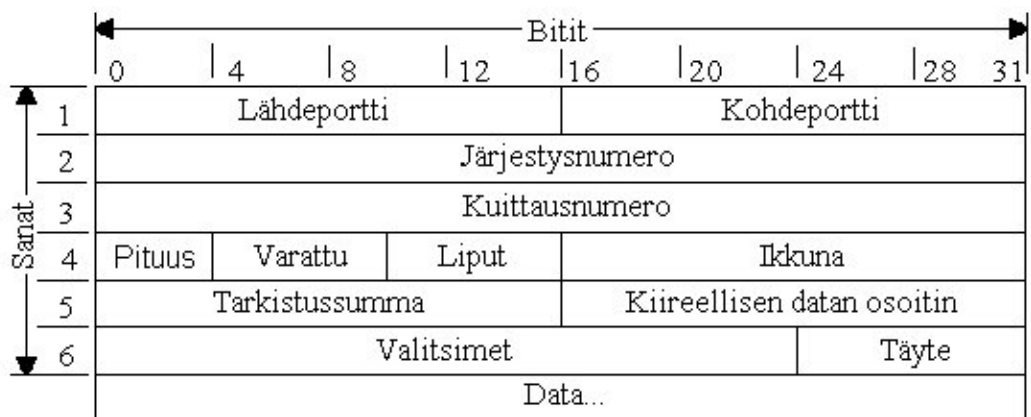 Bitit
0 4 8 12 16 20 24 28 31
1 Lähdeportti Kohdeportti
2 Järjestysnumero
3 Kuittausnumero
Sanat
4 Pituus Varattu Liput Ikkuna
5 Tarkistussumma Kiireellisen datan osoitin
6 Valitsimet Täyte
Data...